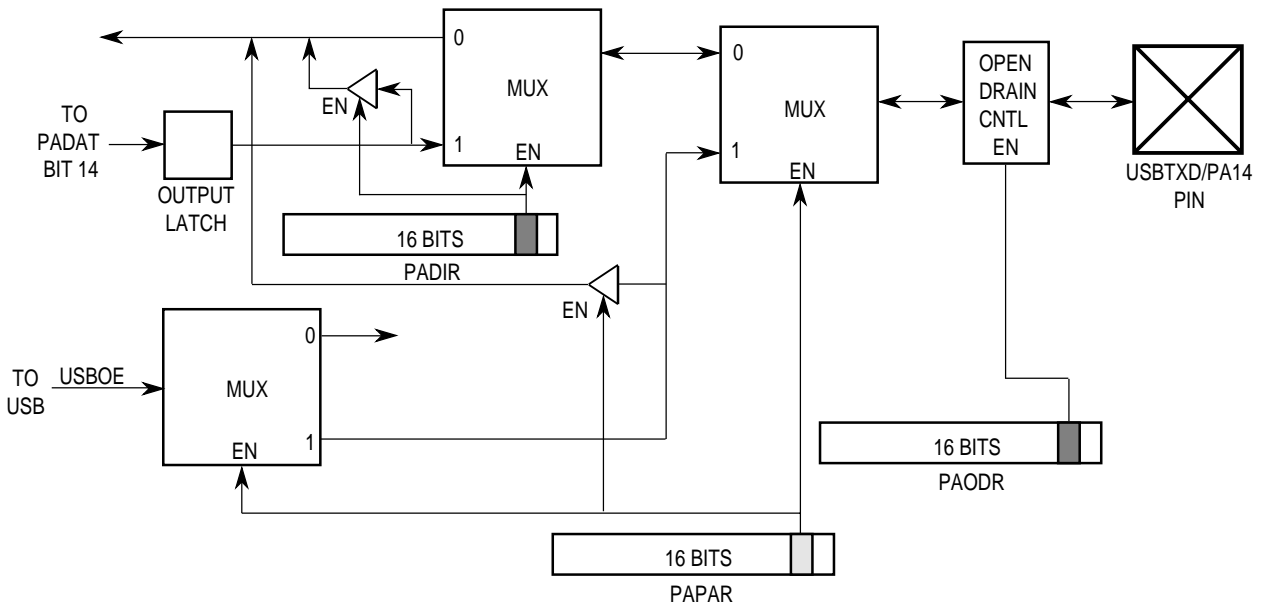 0
MUX
1
EN
EN
TO
PADAT
BIT 14
OUTPUT
LATCH
16 BITS
PADIR
0
MUX
1
EN
OPEN
DRAIN
CNTL
EN
USBTXD/PA14
PIN
EN
TO
USB
USBOE
0
MUX
1
EN
16 BITS
PAODR
16 BITS
PAPAR